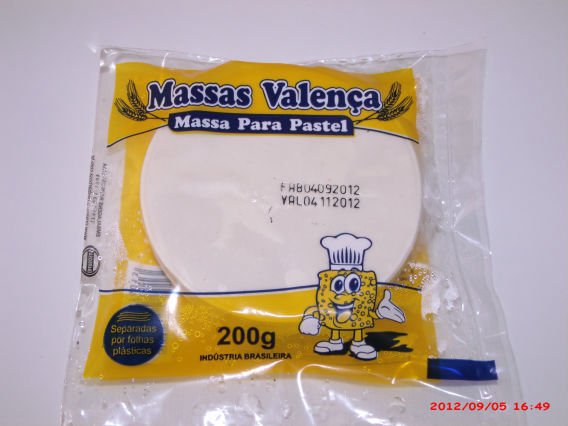 Massas Valença
Massa Para Pastel
FAB04092012
VAL04112012
Separadas
por folhas
plásticas
200g
INDÚSTRIA BRASILEIRA
2012/09/05 16:49